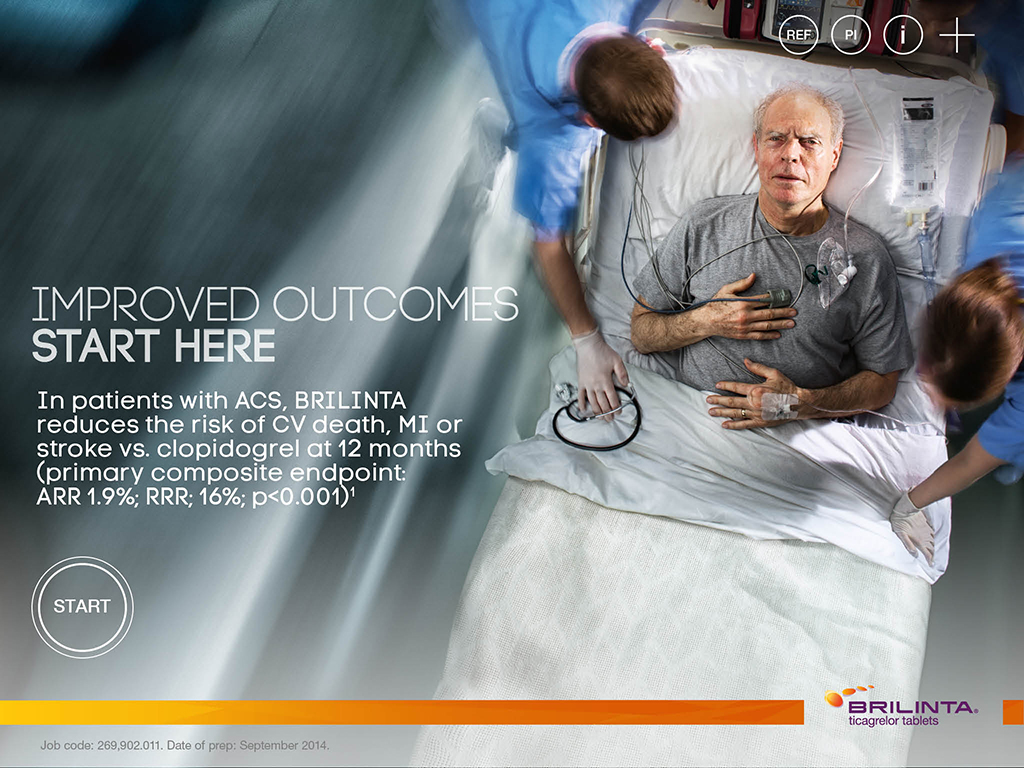 REF PI i
IMPROVED OUTCOMES
START HERE
In patients with ACS, BRILINTA
reduces the risk of CV death, MI or
stroke vs. clopidogrel at 12 months
(primary composite endpoint:
ARR 1.9%; RRR; 16%; p<0.001)¹
START
BRILINTA®
ticagrelor tablets
Job code: 269,902.011. Date of prep: September 2014.